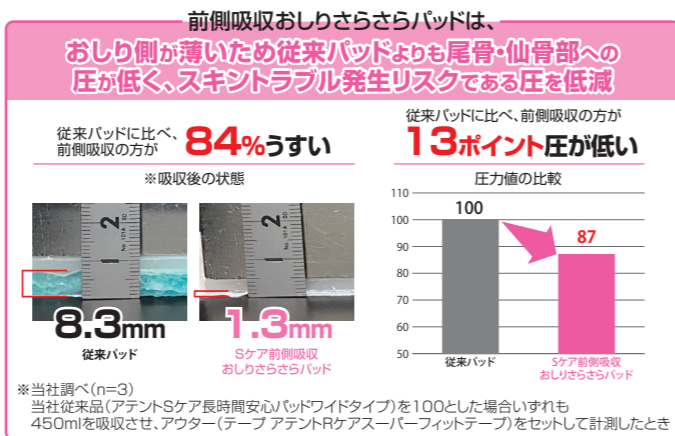 前側吸収おしりさらさらパッドは、
おしり側が薄いため従来パッドよりも尾骨・仙骨部への
圧が低く、スキントラブル発生リスクである圧を低減
従来パッドに比べ、
前側吸収の方が
84%うすい
※吸収後の状態
1
2
No. 101A BD
8.3mm
従来パッド
1
2
No. 101A BD
1.3mm
Sケア前側吸収
おしりさらさらパッド
従来パッドに比べ、前側吸収の方が
13ポイント圧が低い
圧力値の比較
110
100
90
80
70
60
50
100
87
従来パッド
Sケア前側吸収
おしりさらさらパッド
※当社調べ(n=3)
当社従来品(アテントSケア長時間安心パッドワイドタイプ)を100とした場合いずれも
450mlを吸収させ、アウター(テープ アテントRケアスーパーフィットテープ)をセットして計測したとき